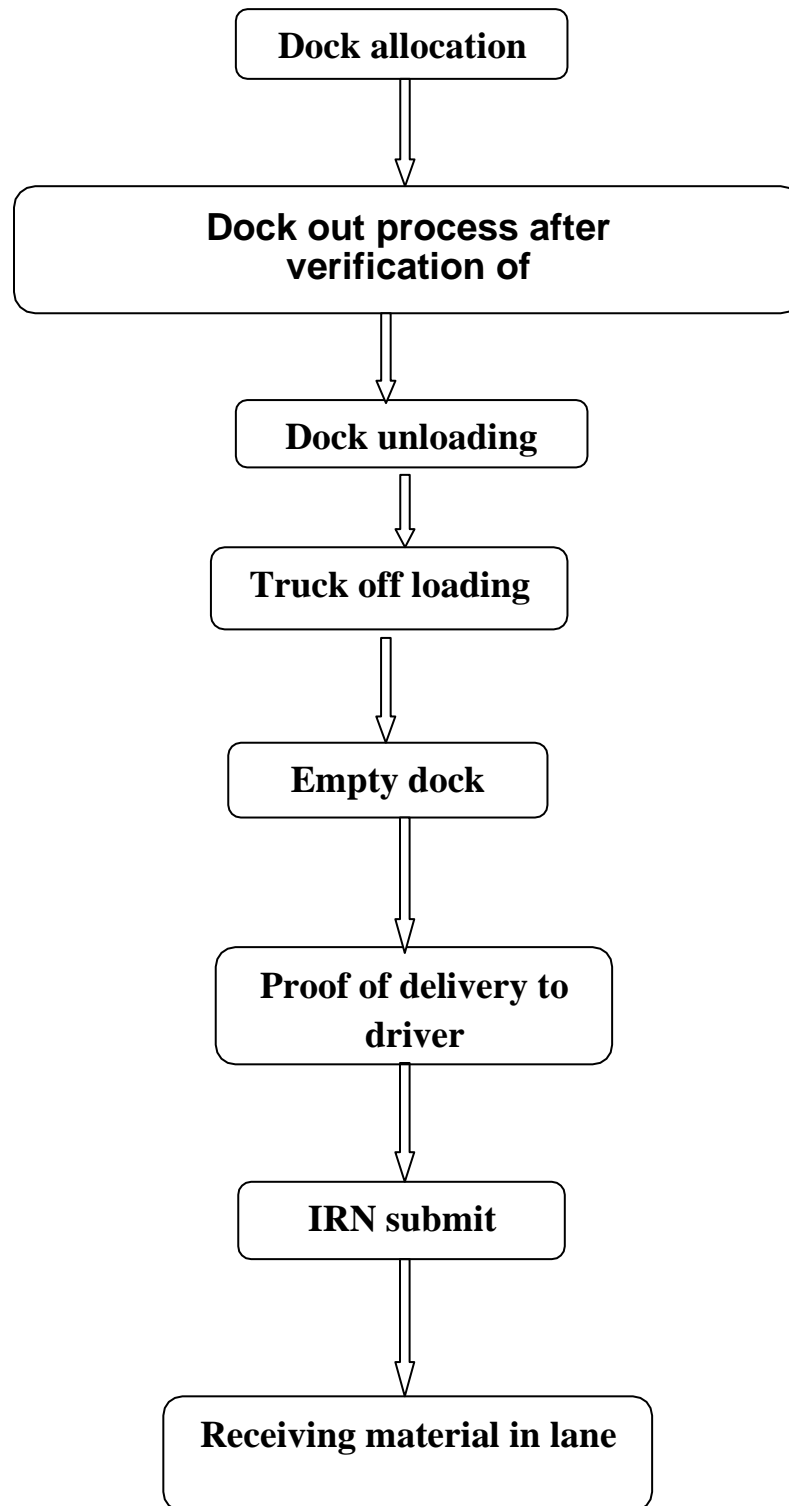 Dock allocation
Dock out process after
verification of
Dock unloading
Truck off loading
Empty dock
Proof of delivery to
driver
IRN submit
Receiving material in lane